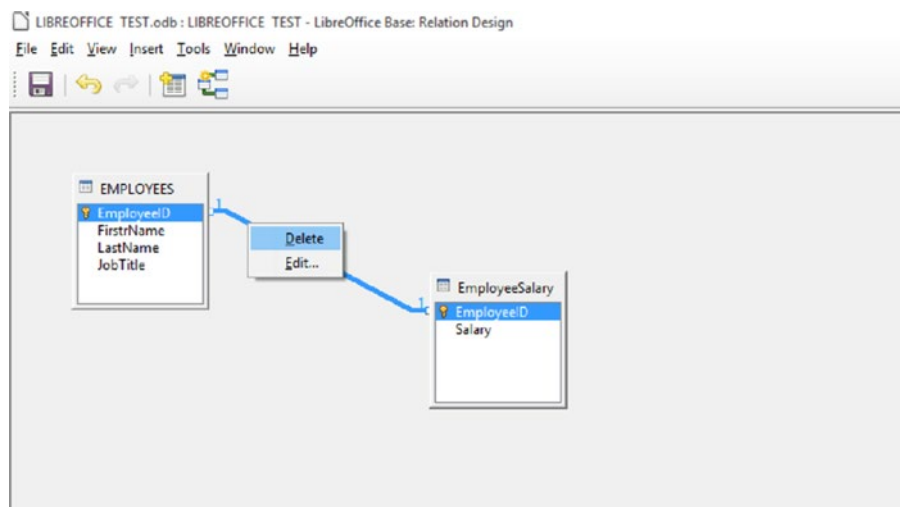 LIBREOFFICE TEST.odb : LIBREOFFICE TEST - LibreOffice Base: Relation Design
File Edit View Insert Tools Window Help
EMPLOYEES
EmployeeID
FirstrName
LastName
JobTitle
1
Delete
Edit...
1
EmployeeSalary
EmployeeID
Salary